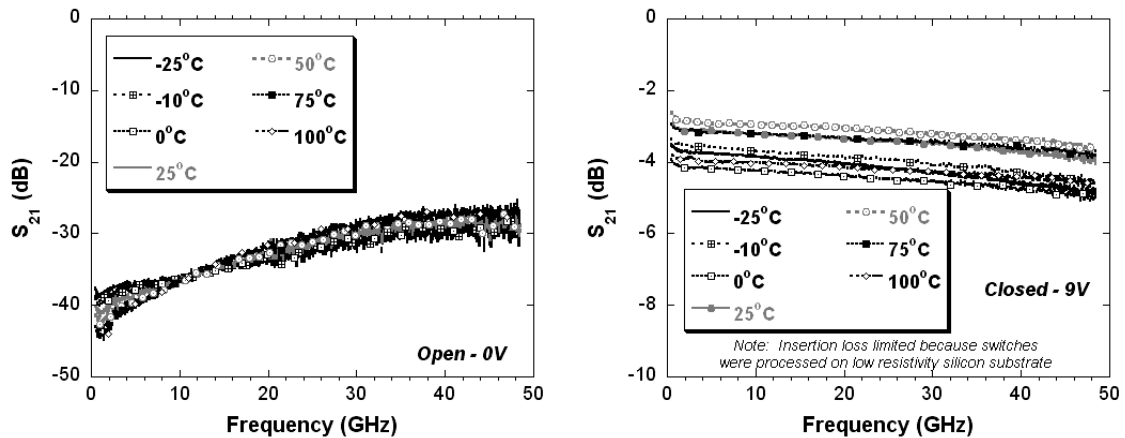 0
-10
-20
-30
-40
-50
S21 (dB)
-25°C
-10°C
0°C
25°C
50°C
75°C
100°C
Open - 0V
0 10 20 30 40 50
Frequency (GHz)
0
-2
-4
-6
-8
-10
S21 (dB)
-25°C
-10°C
0°C
25°C
50°C
75°C
100°C
Closed - 9V
Note: Insertion loss limited because switches
were processed on low resistivity silicon substrate
0 10 20 30 40 50
Frequency (GHz)